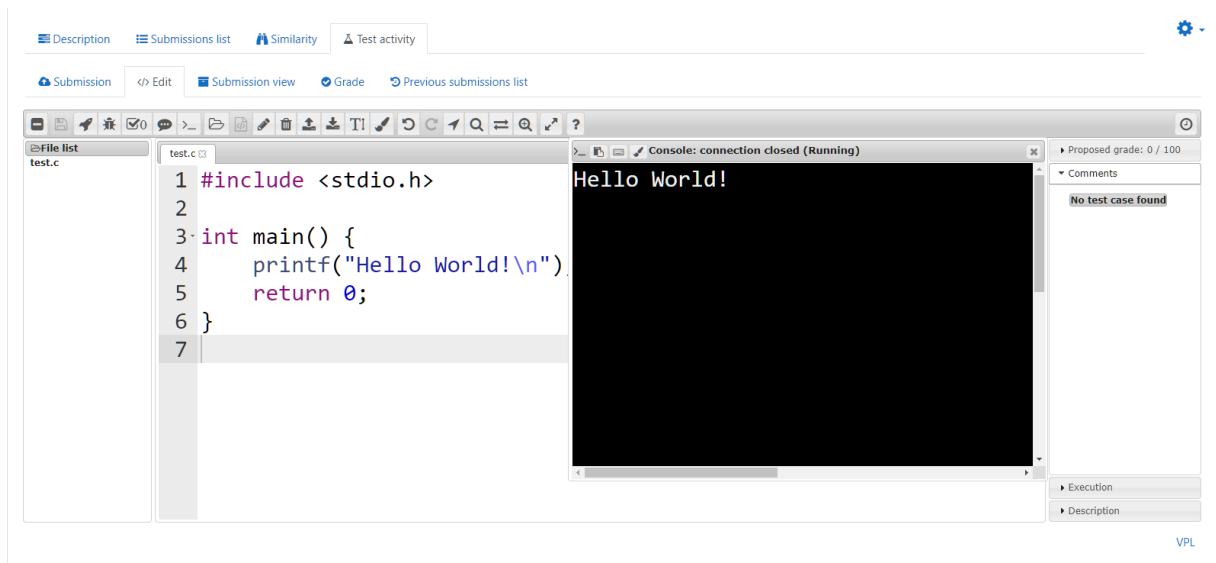 Description Submissions list Similarity Test activity
Submission </> Edit Submission view Grade Previous submissions list
0 >_ TI ?
File list
test.c
test.c
1 #include <stdio.h>
2
3 int main() {
4 printf("Hello World!\n")
5 return 0;
6 }
7
>_ Console: connection closed (Running)
Hello World!
Proposed grade: 0 / 100
Comments
No test case found
Execution
Description
VPL